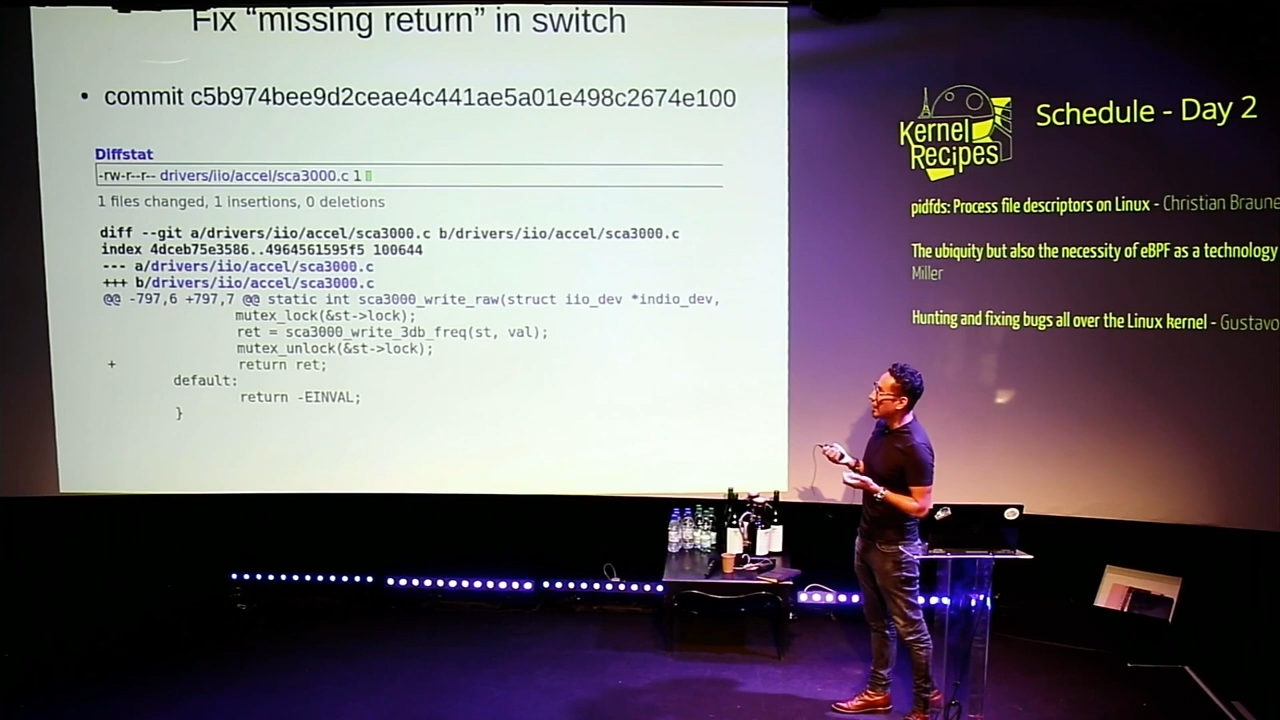 Fix “missing return” in switch
• commit c5b974bee9d2ceae4c441ae5a01e498c2674e100
Diffstat
-rw-r--r-- drivers/iio/accel/sca3000.c 1
1 files changed, 1 insertions, 0 deletions
diff --git a/drivers/iio/accel/sca3000.c b/drivers/iio/accel/sca3000.c
index 4dceb75e3586..4964561595f5 100644
--- a/drivers/iio/accel/sca3000.c
+++ b/drivers/iio/accel/sca3000.c
@@ -797,6 +797,7 @@ static int sca3000_write_raw(struct iio_dev *indio_dev,
mutex_lock(&st->lock);
ret = sca3000_write_3db_freq(st, val);
mutex_unlock(&st->lock);
+ return ret;
default:
return -EINVAL;
}
Kernel
Recipes
Schedule - Day 2
pidfds: Process file descriptors on Linux - Christian Braune
The ubiquity but also the necessity of eBPF as a technology
Miller
Hunting and fixing bugs all over the Linux kernel - Gustavo